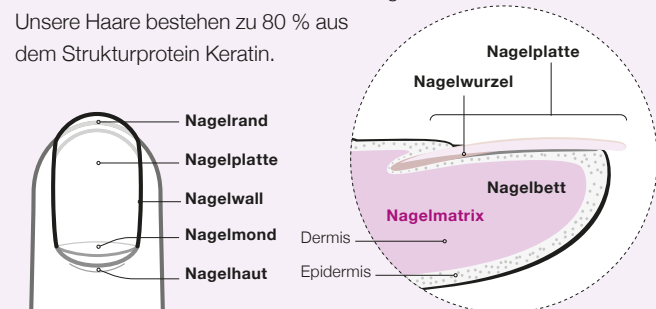 Unsere Haare bestehen zu 80 % aus
dem Strukturprotein Keratin.
Nagelrand
Nagelplatte
Nagelwall
Nagelmond
Nagelhaut
Nagelplatte
Nagelwurzel
Nagelbett
Nagelmatrix
Dermis
Epidermis